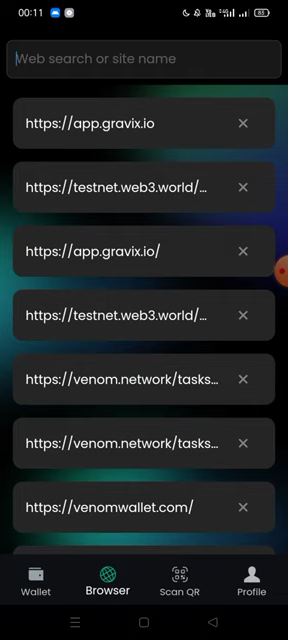 00:11
83
Web search or site name
https://app.gravix.io
https://testnet.web3.world/...
https://app.gravix.io/
https://testnet.web3.world/...
https://venom.network/tasks...
https://venom.network/tasks...
https://venomwallet.com/
Wallet
Browser
Scan QR
Profile